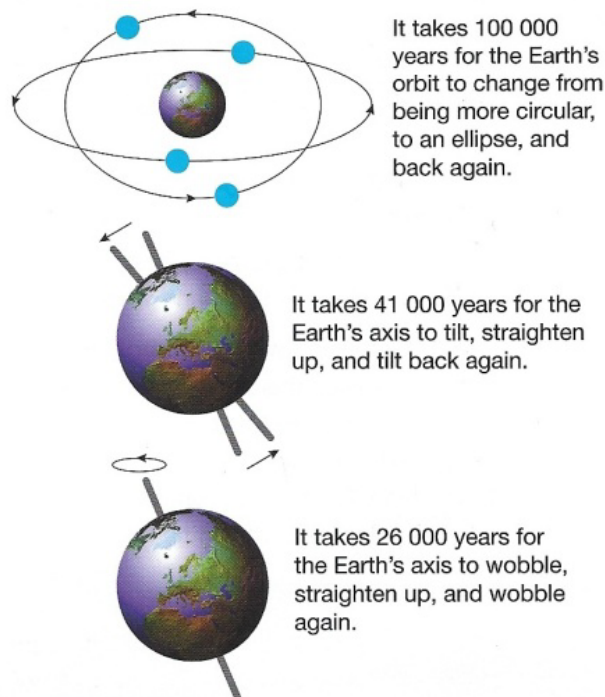 It takes 100 000
years for the Earth's
orbit to change from
being more circular,
to an ellipse, and
back again.
It takes 41 000 years for the
Earth's axis to tilt, straighten
up, and tilt back again.
It takes 26 000 years for
the Earth's axis to wobble,
straighten up, and wobble
again.